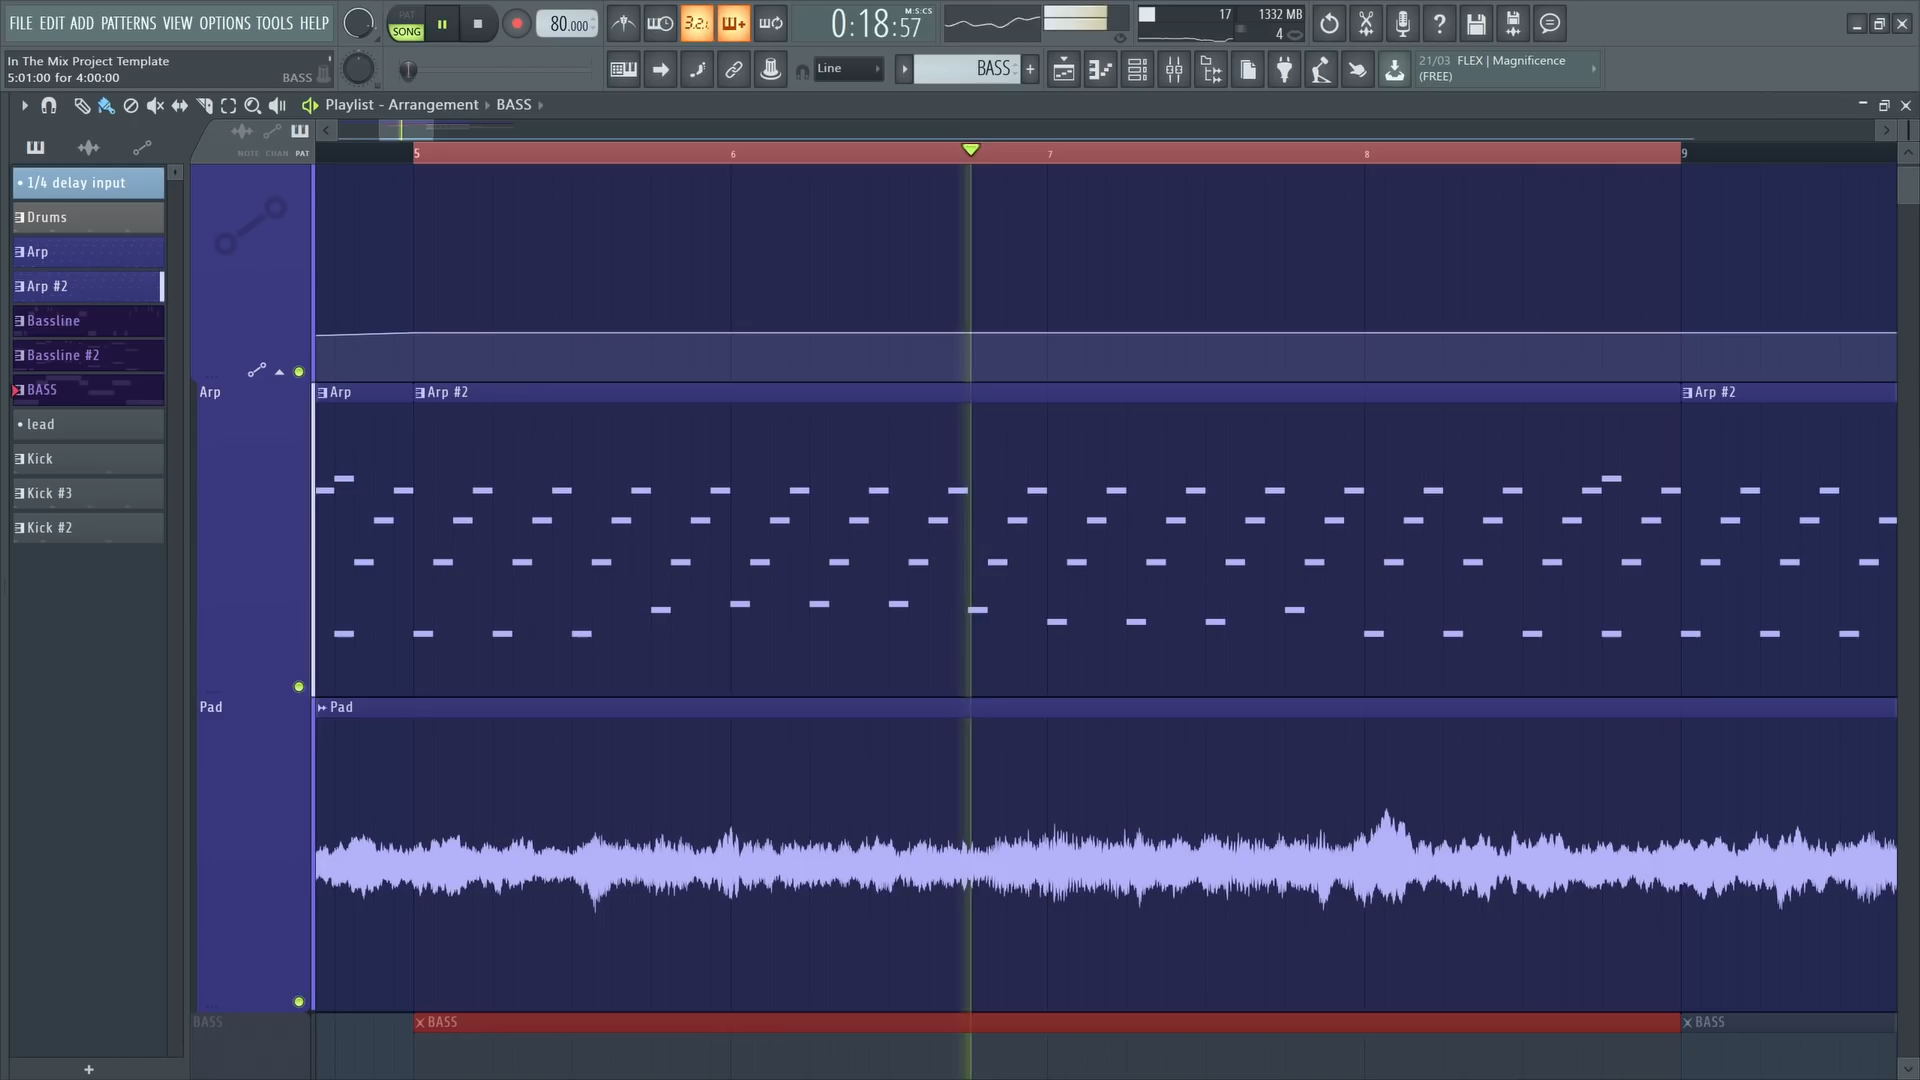 FILE EDIT ADD PATTERNS VIEW OPTIONS TOOLS HELP
PAT
SONG
80.000
3.2.
0:18:57
M:S:CS
17
1332 MB
4
In The Mix Project Template
5:01:00 for 4:00:00
BASS
Line
BASS
21/03 FLEX | Magnificence
(FREE)
Playlist - Arrangement BASS
NOTE CHAN PAT
5 6 7 8 9
1/4 delay input
Drums
Arp
Arp #2
Bassline
Bassline #2
BASS
lead
Kick
Kick #3
Kick #2
Arp
Arp
Arp #2
Arp #2
Pad
Pad
BASS
BASS
BASS